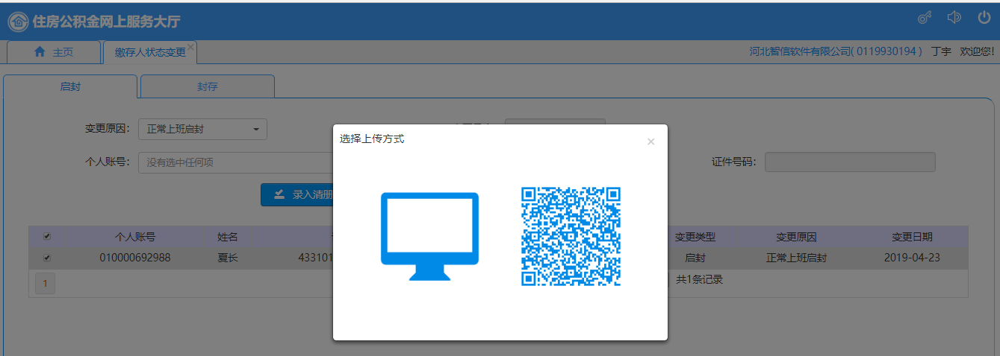 住房公积金网上服务大厅
主页 缴存人状态变更 河北智信软件有限公司( 0119930194 ) 丁宇 欢迎您!
启封 封存
变更原因: 正常上班启封
选择上传方式 ×
个人账号: 没有选中任何项 证件号码:
录入清册
个人账号 姓名 变更类型 变更原因 变更日期
010000692988 夏长 433101 启封 正常上班启封 2019-04-23
1 共1条记录